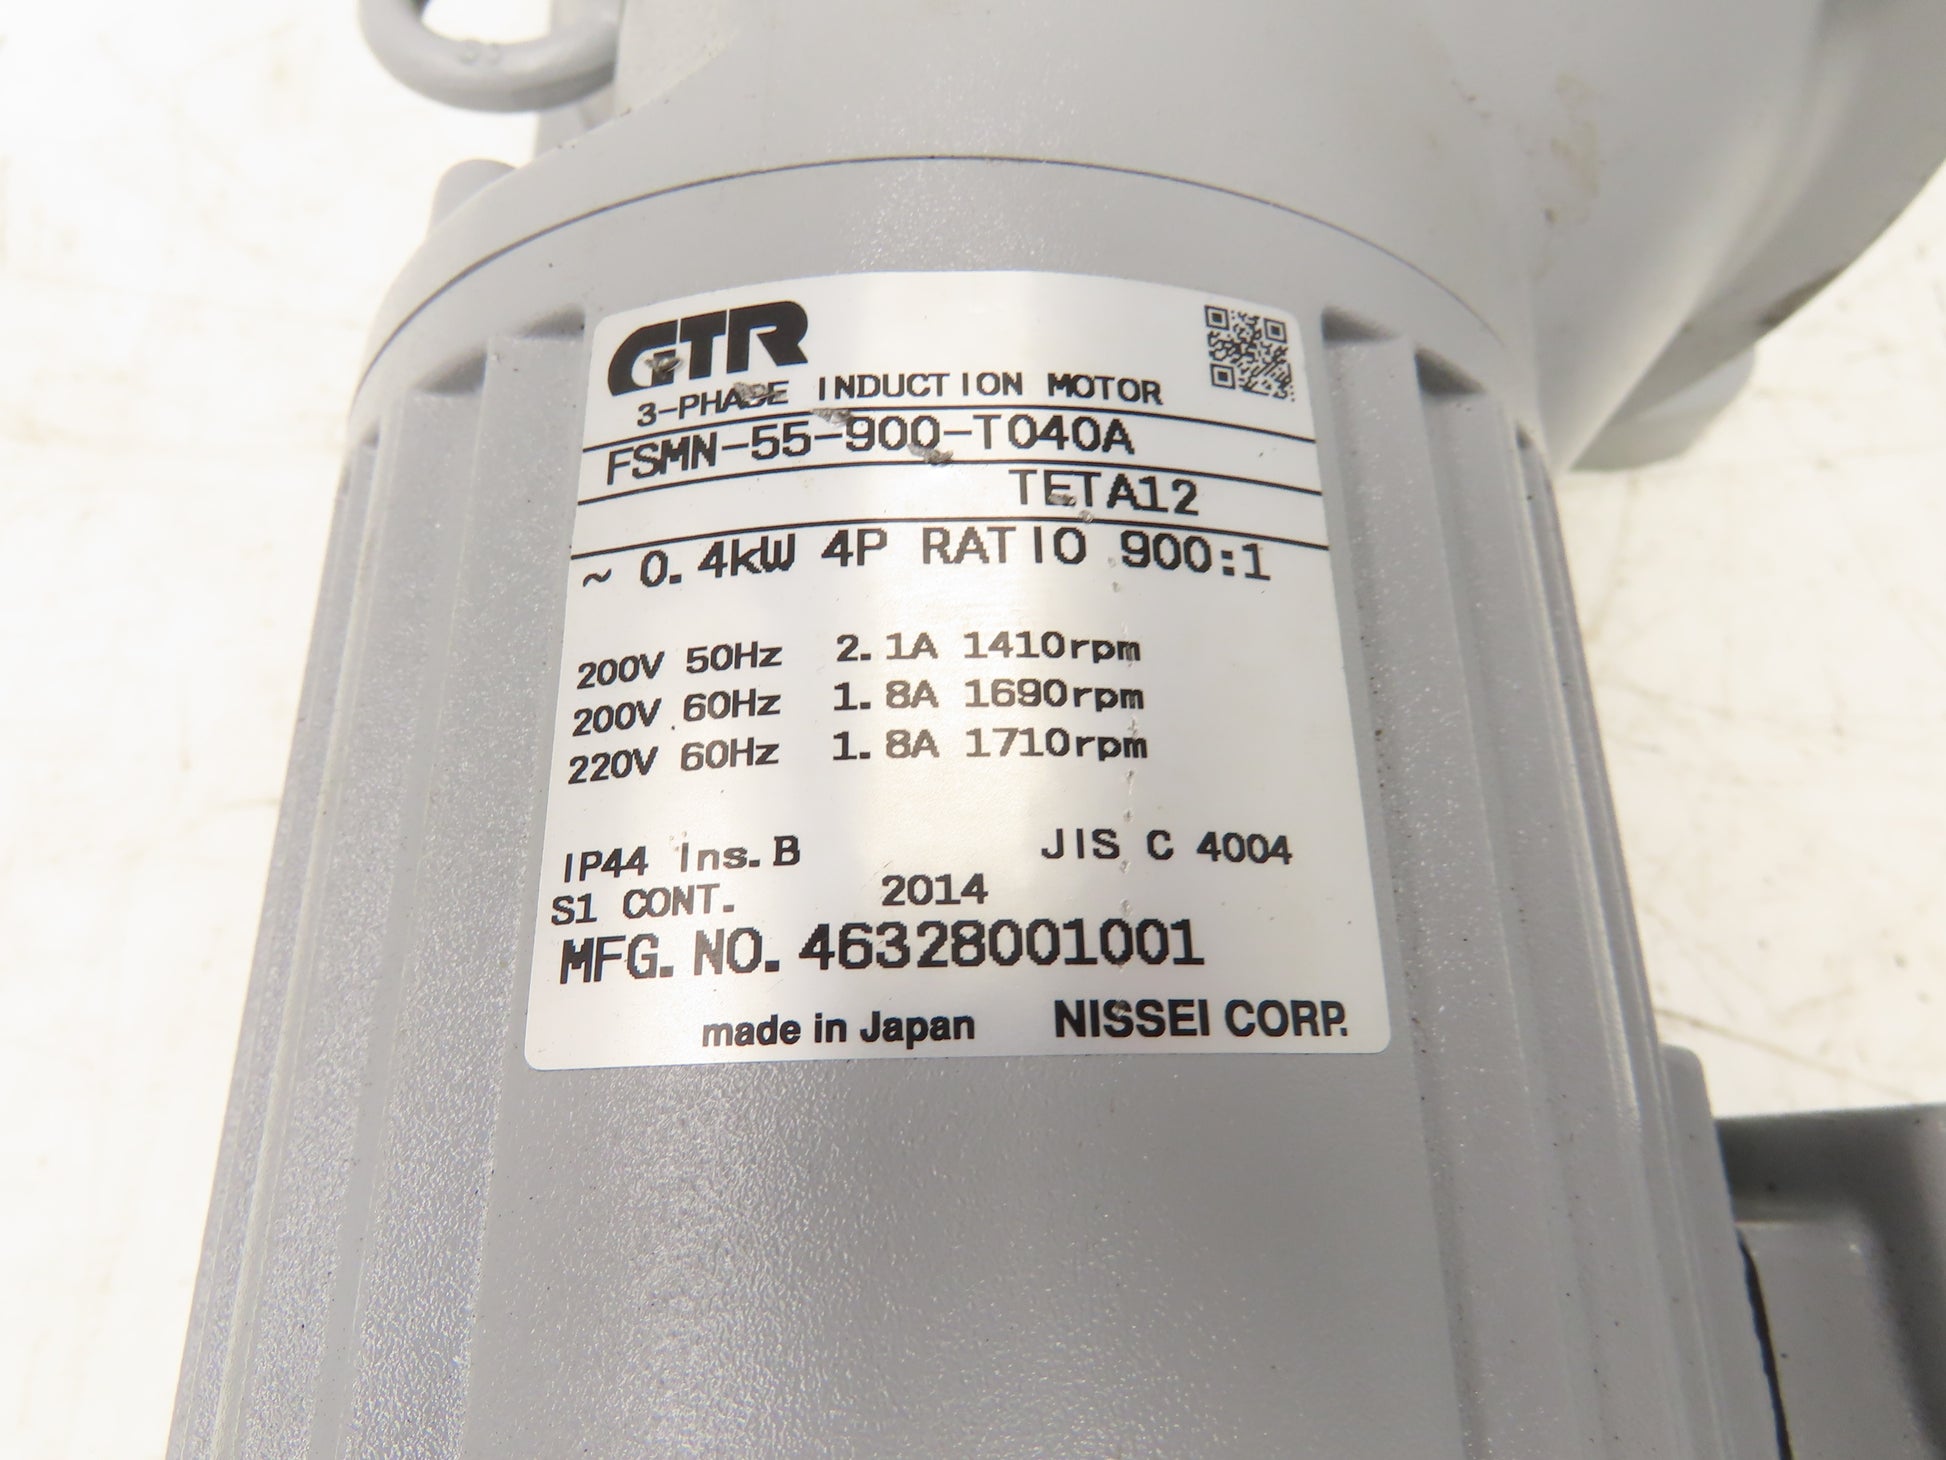 GTR
3-PHASE INDUCTION MOTOR
FSMN-55-900-T040A
TETA12
~ 0.4kW 4P RATIO 900:1
200V 50Hz 2.1A 1410rpm
200V 60Hz 1.8A 1690rpm
220V 60Hz 1.8A 1710rpm
IP44 Ins.B JIS C 4004
S1 CONT. 2014
MFG.NO.46328001001
made in Japan NISSEI CORP.